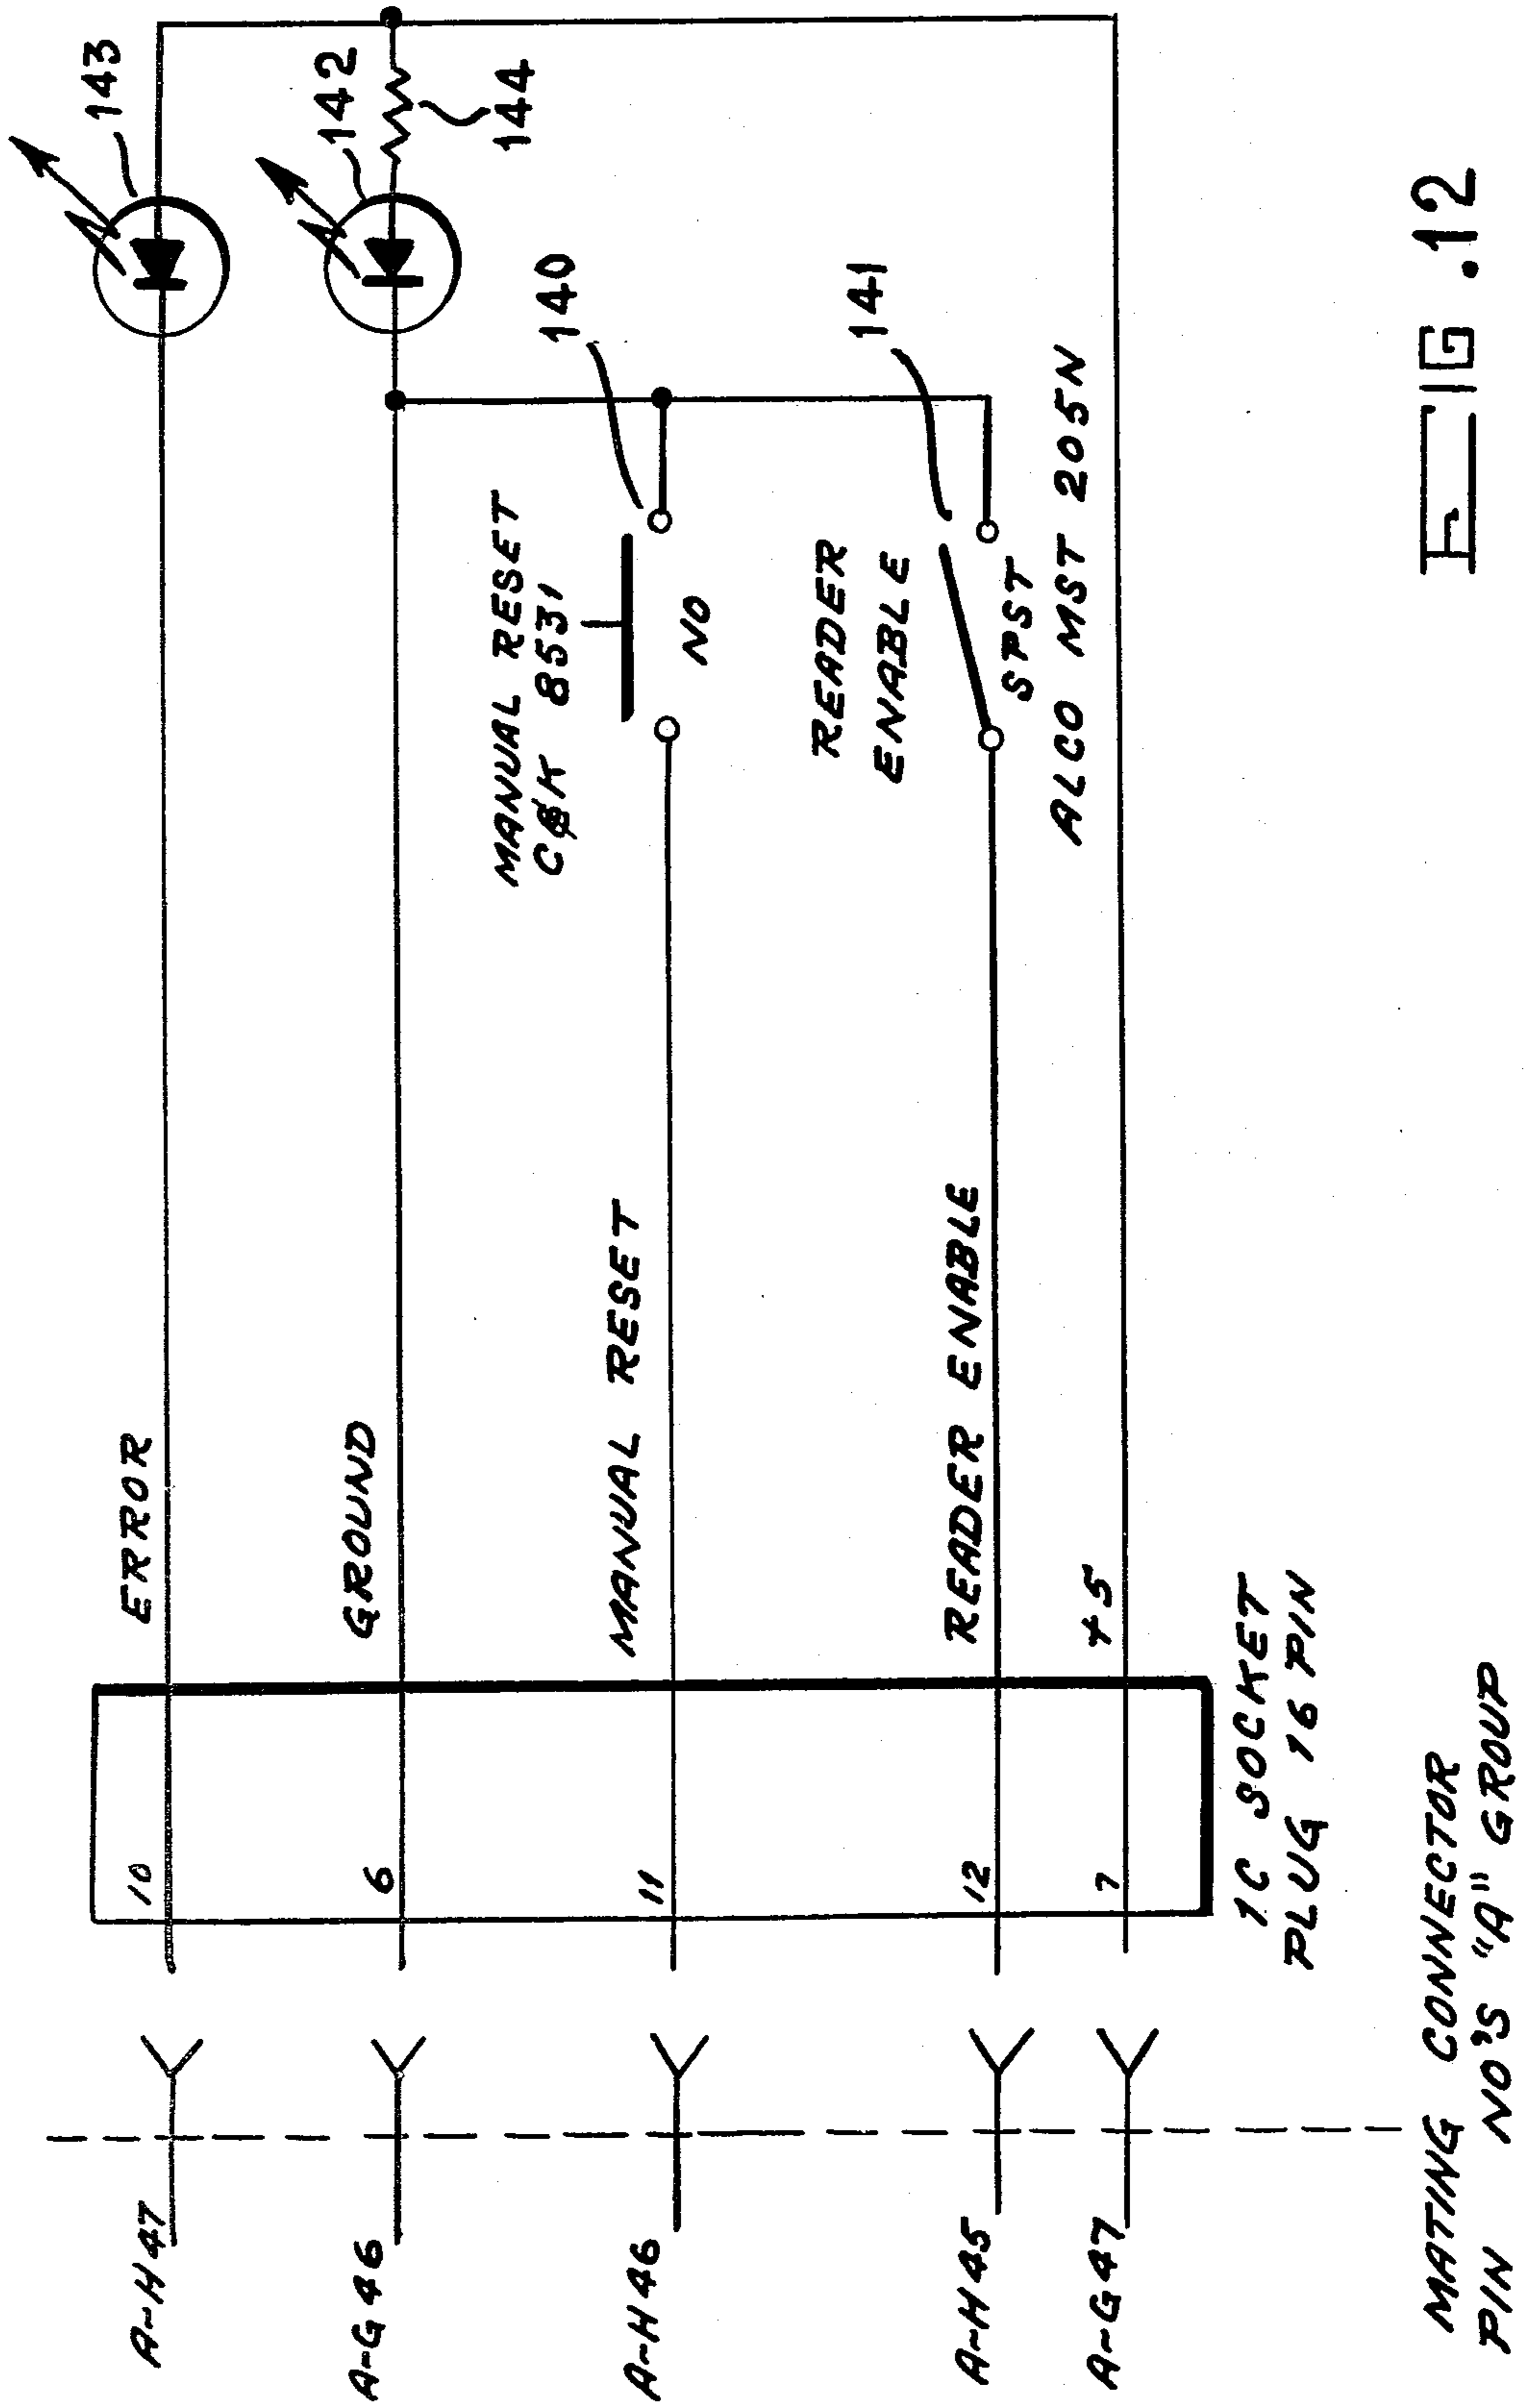 143
142
144
140
141
MANUAL RESET
C&K 8531
NO
READER
ENABLE
SPST
ALCO MST 205N
ERROR
GROUND
MANUAL RESET
READER ENABLE
+5
10
6
11
12
7
IC SOCKET
PLUG 16 PIN
A-H47
A-G46
A-H46
A-H45
A-G47
MATING CONNECTOR
PIN NO'S "A" GROUP
FIG.12